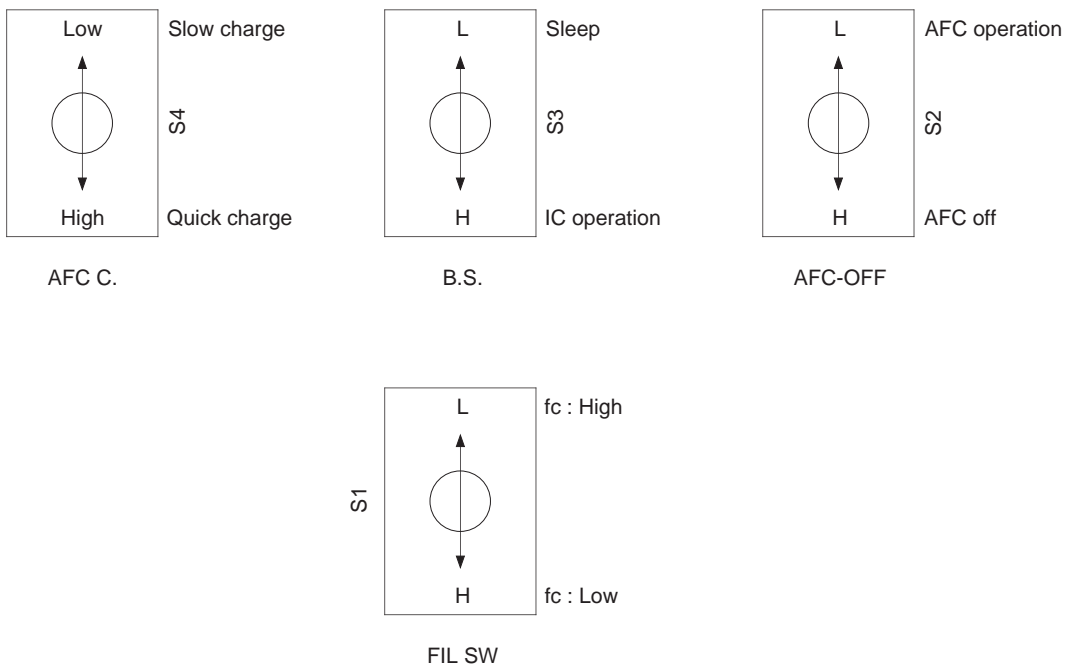 Low Slow charge
S4
High Quick charge
AFC C.
L Sleep
S3
H IC operation
B.S.
L AFC operation
S2
H AFC off
AFC-OFF
L fc : High
S1
H fc : Low
FIL SW